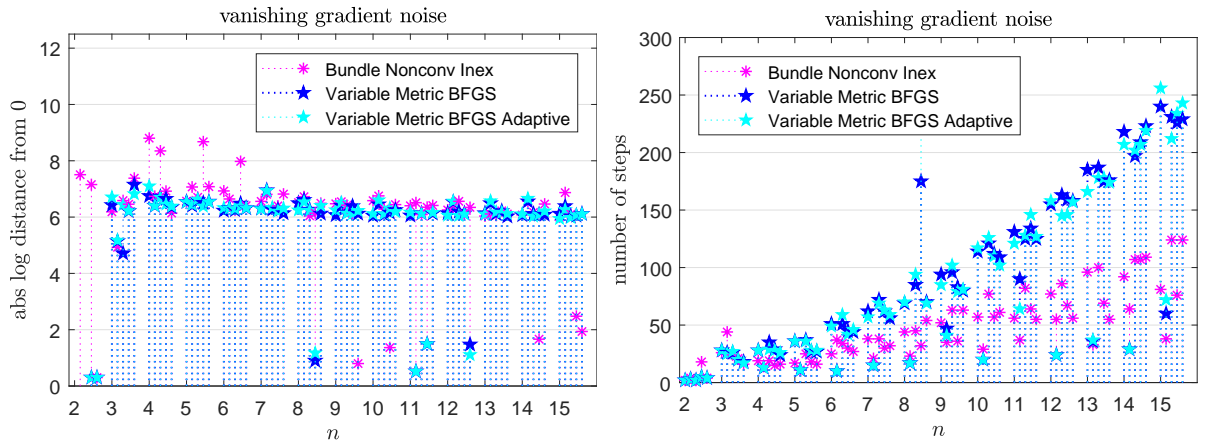 vanishing gradient noise
abs log distance from 0
12
10
8
6
4
2
0
Bundle Nonconv Inex
Variable Metric BFGS
Variable Metric BFGS Adaptive
2 3 4 5 6 7 8 9 10 11 12 13 14 15
n
vanishing gradient noise
number of steps
300
250
200
150
100
50
0
Bundle Nonconv Inex
Variable Metric BFGS
Variable Metric BFGS Adaptive
2 3 4 5 6 7 8 9 10 11 12 13 14 15
n